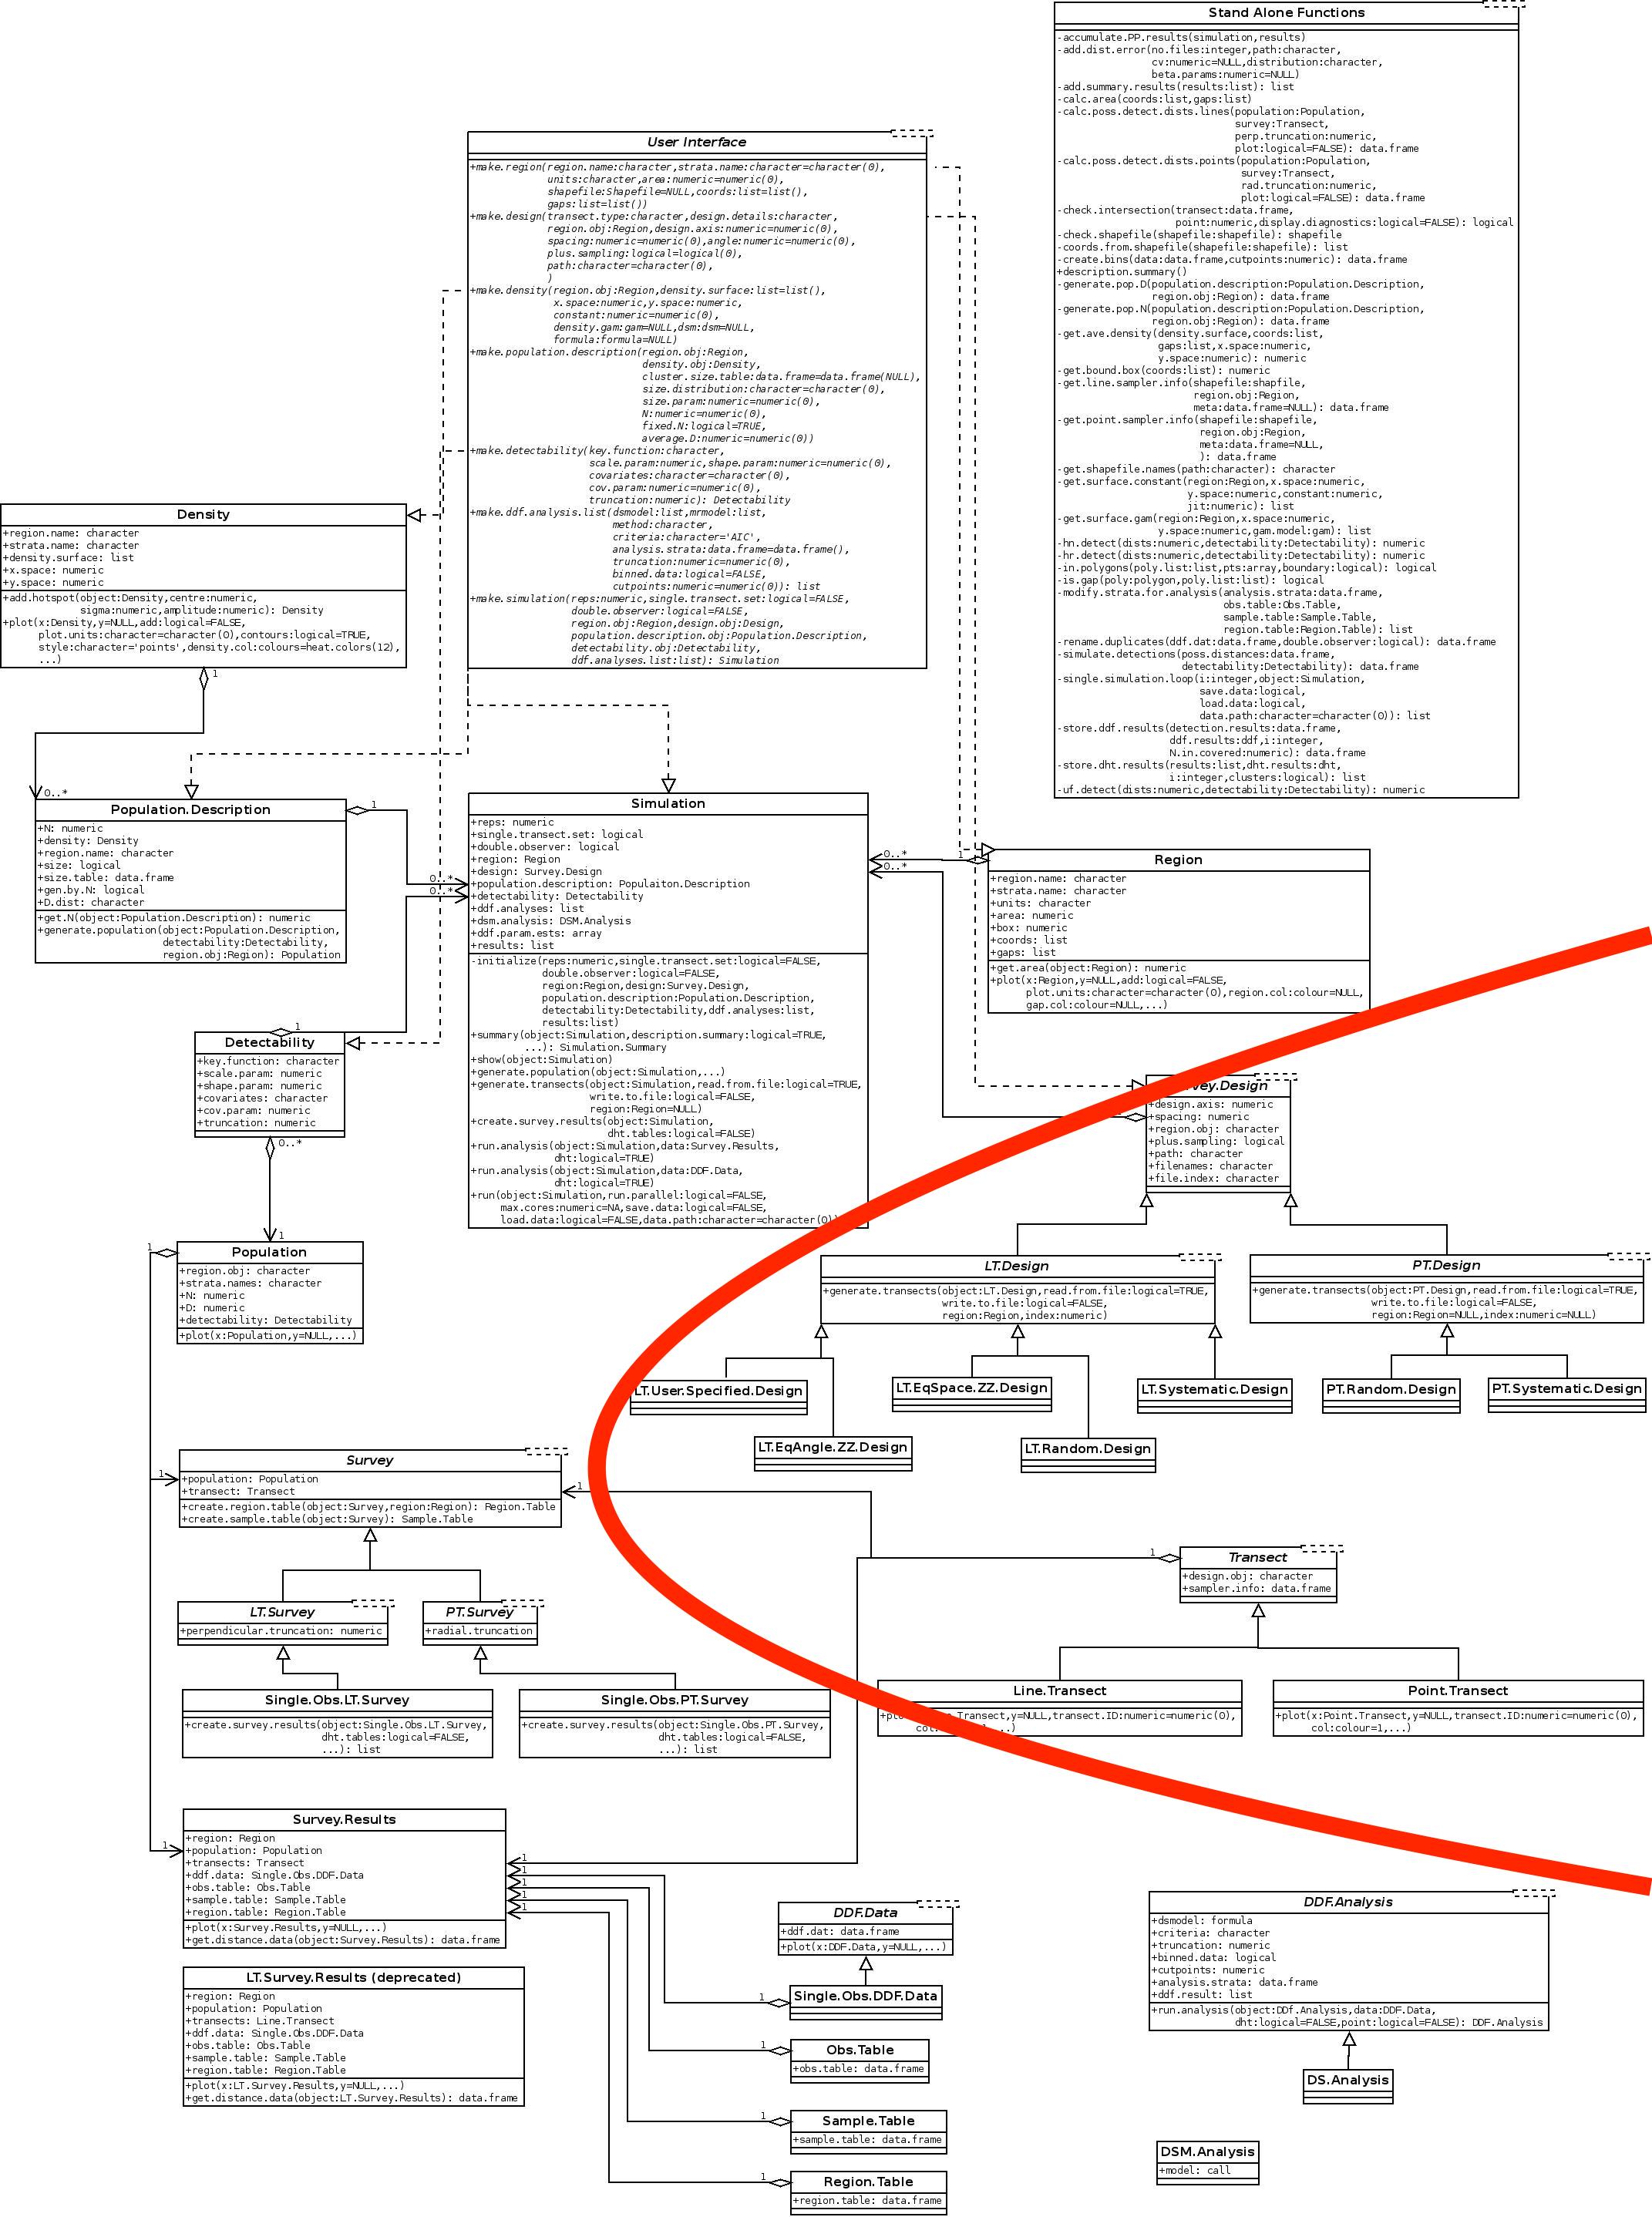 Stand Alone Functions
-accumulate.PP.results(simulation,results)
-add.dist.error(no.files:integer,path:character,
cv:numeric=NULL,distribution:character,
beta.params:numeric=NULL)
-add.summary.results(results:list): list
-calc.area(coords:list,gaps:list)
-calc.poss.detect.dists.lines(population:Population,
survey:Transect,
perp.truncation:numeric,
plot:logical=FALSE): data.frame
-calc.poss.detect.dists.points(population:Population,
survey:Transect,
rad.truncation:numeric,
plot:logical=FALSE): data.frame
-check.intersection(transect:data.frame,
point:numeric,display.diagnostics:logical=FALSE): logical
-check.shapefile(shapefile:shapefile): shapefile
-coords.from.shapefile(shapefile:shapefile): list
-create.bins(data:data.frame,cutpoints:numeric): data.frame
+description.summary()
-generate.pop.D(population.description:Population.Description,
region.obj:Region): data.frame
-generate.pop.N(population.description:Population.Description,
region.obj:Region): data.frame
-get.ave.density(density.surface,coords:list,
gaps:list,x.space:numeric,
y.space:numeric): numeric
-get.bound.box(coords:list): numeric
-get.line.sampler.info(shapefile:shapfile,
region.obj:Region,
meta:data.frame=NULL): data.frame
-get.point.sampler.info(shapefile:shapefile,
region.obj:Region,
meta:data.frame=NULL,
): data.frame
-get.shapefile.names(path:character): character
-get.surface.constant(region:Region,x.space:numeric,
y.space:numeric,constant:numeric,
jit:numeric): list
-get.surface.gam(region:Region,x.space:numeric,
y.space:numeric,gam.model:gam): list
-hn.detect(dists:numeric,detectability:Detectability): numeric
-hr.detect(dists:numeric,detectability:Detectability): numeric
-in.polygons(poly.list:list,pts:array,boundary:logical): logical
-is.gap(poly:polygon,poly.list:list): logical
-modify.strata.for.analysis(analysis.strata:data.frame,
obs.table:Obs.Table,
sample.table:Sample.Table,
region.table:Region.Table): list
-rename.duplicates(ddf.dat:data.frame,double.observer:logical): data.frame
-simulate.detections(poss.distances:data.frame,
detectability:Detectability): data.frame
-single.simulation.loop(i:integer,object:Simulation,
save.data:logical,
load.data:logical,
data.path:character=character(0)): list
-store.ddf.results(detection.results:data.frame,
ddf.results:ddf,i:integer,
N.in.covered:numeric): data.frame
-store.dht.results(results:list,dht.results:dht,
i:integer,clusters:logical): list
-uf.detect(dists:numeric,detectability:Detectability): numeric
User Interface
+make.region(region.name:character,strata.name:character=character(0),
units:character,area:numeric=numeric(0),
shapefile:Shapefile=NULL,coords:list=list(),
gaps:list=list())
+make.design(transect.type:character,design.details:character,
region.obj:Region,design.axis:numeric=numeric(0),
spacing:numeric=numeric(0),angle:numeric=numeric(0),
plus.sampling:logical=logical(0),
path:character=character(0),
)
+make.density(region.obj:Region,density.surface:list=list(),
x.space:numeric,y.space:numeric,
constant:numeric=numeric(0),
density.gam:gam=NULL,dsm:dsm=NULL,
formula:formula=NULL)
+make.population.description(region.obj:Region,
density.obj:Density,
cluster.size.table:data.frame=data.frame(NULL),
size.distribution:character=character(0),
size.param:numeric=numeric(0),
N:numeric=numeric(0),
fixed.N:logical=TRUE,
average.D:numeric=numeric(0))
+make.detectability(key.function:character,
scale.param:numeric,shape.param:numeric=numeric(0),
covariates:character=character(0),
cov.param:numeric=numeric(0),
truncation:numeric): Detectability
+make.ddf.analysis.list(dsmodel:list,mrmodel:list,
method:character,
criteria:character='AIC',
analysis.strata:data.frame=data.frame(),
truncation:numeric=numeric(0),
binned.data:logical=FALSE,
cutpoints:numeric=numeric(0)): list
+make.simulation(reps:numeric,single.transect.set:logical=FALSE,
double.observer:logical=FALSE,
region.obj:Region,design.obj:Design,
population.description.obj:Population.Description,
detectability.obj:Detectability,
ddf.analyses.list:list): Simulation
Density
+region.name: character
+strata.name: character
+density.surface: list
+x.space: numeric
+y.space: numeric
+add.hotspot(object:Density,centre:numeric,
sigma:numeric,amplitude:numeric): Density
+plot(x:Density,y=NULL,add:logical=FALSE,
plot.units:character=character(0),contours:logical=TRUE,
style:character='points',density.col:colours=heat.colors(12),
...)
1
0..*
Population.Description
1
+N: numeric
+density: Density
+region.name: character
+size: logical
+size.table: data.frame
+gen.by.N: logical
+D.dist: character
+get.N(object:Population.Description): numeric
+generate.population(object:Population.Description,
detectability:Detectability,
region.obj:Region): Population
0..*
0..*
Simulation
+reps: numeric
+single.transect.set: logical
+double.observer: logical
+region: Region
+design: Survey.Design
+population.description: Populaiton.Description
+detectability: Detectability
+ddf.analyses: list
+dsm.analysis: DSM.Analysis
+ddf.param.ests: array
+results: list
-initialize(reps:numeric,single.transect.set:logical=FALSE,
double.observer:logical=FALSE,
region:Region,design:Survey.Design,
population.description:Population.Description,
detectability:Detectability,ddf.analyses:list,
results:list)
+summary(object:Simulation,description.summary:logical=TRUE,
...): Simulation.Summary
+show(object:Simulation)
+generate.population(object:Simulation,...)
+generate.transects(object:Simulation,read.from.file:logical=TRUE,
write.to.file:logical=FALSE,
region:Region=NULL)
+create.survey.results(object:Simulation,
dht.tables:logical=FALSE)
+run.analysis(object:Simulation,data:Survey.Results,
dht:logical=TRUE)
+run.analysis(object:Simulation,data:DDF.Data,
dht:logical=TRUE)
+run(object:Simulation,run.parallel:logical=FALSE,
max.cores:numeric=NA,save.data:logical=FALSE,
load.data:logical=FALSE,data.path:character=character(0))
0..*
0..*
1
Region
+region.name: character
+strata.name: character
+units: character
+area: numeric
+box: numeric
+coords: list
+gaps: list
+get.area(object:Region): numeric
+plot(x:Region,y=NULL,add:logical=FALSE,
plot.units:character=character(0),region.col:colour=NULL,
gap.col:colour=NULL,...)
1
Detectability
+key.function: character
+scale.param: numeric
+shape.param: numeric
+covariates: character
+cov.param: numeric
+truncation: numeric
0..*
1
1
Population
+region.obj: character
+strata.names: character
+N: numeric
+D: numeric
+detectability: Detectability
+plot(x:Population,y=NULL,...)
vey.Design
+design.axis: numeric
+spacing: numeric
+region.obj: character
+plus.sampling: logical
+path: character
+filenames: character
+file.index: character
LT.Design
+generate.transects(object:LT.Design,read.from.file:logical=TRUE,
write.to.file:logical=FALSE,
region:Region,index:numeric)
PT.Design
+generate.transects(object:PT.Design,read.from.file:logical=TRUE,
write.to.file:logical=FALSE,
region:Region=NULL,index:numeric=NULL)
LT.User.Specified.Design
LT.EqSpace.ZZ.Design
LT.Systematic.Design
PT.Random.Design
PT.Systematic.Design
LT.EqAngle.ZZ.Design
LT.Random.Design
1
Survey
+population: Population
+transect: Transect
+create.region.table(object:Survey,region:Region): Region.Table
+create.sample.table(object:Survey): Sample.Table
1
1
Transect
+design.obj: character
+sampler.info: data.frame
LT.Survey
+perpendicular.truncation: numeric
PT.Survey
+radial.truncation
Single.Obs.LT.Survey
+create.survey.results(object:Single.Obs.LT.Survey,
dht.tables:logical=FALSE,
...): list
Single.Obs.PT.Survey
+create.survey.results(object:Single.Obs.PT.Survey,
dht.tables:logical=FALSE,
...): list
Line.Transect
Transect,y=NULL,transect.ID:numeric=numeric(0),
Point.Transect
+plot(x:Point.Transect,y=NULL,transect.ID:numeric=numeric(0),
col:colour=1,...)
1
Survey.Results
+region: Region
+population: Population
+transects: Transect
+ddf.data: Single.Obs.DDF.Data
+obs.table: Obs.Table
+sample.table: Sample.Table
+region.table: Region.Table
+plot(x:Survey.Results,y=NULL,...)
+get.distance.data(object:Survey.Results): data.frame
1
1
1
1
1
LT.Survey.Results (deprecated)
+region: Region
+population: Population
+transects: Line.Transect
+ddf.data: Single.Obs.DDF.Data
+obs.table: Obs.Table
+sample.table: Sample.Table
+region.table: Region.Table
+plot(x:LT.Survey.Results,y=NULL,...)
+get.distance.data(object:LT.Survey.Results): data.frame
DDF.Data
+ddf.dat: data.frame
+plot(x:DDF.Data,y=NULL,...)
1
Single.Obs.DDF.Data
1
Obs.Table
+obs.table: data.frame
1
Sample.Table
+sample.table: data.frame
1
Region.Table
+region.table: data.frame
DDF.Analysis
+dsmodel: formula
+criteria: character
+truncation: numeric
+binned.data: logical
+cutpoints: numeric
+analysis.strata: data.frame
+ddf.result: list
+run.analysis(object:DDf.Analysis,data:DDF.Data,
dht:logical=FALSE,point:logical=FALSE): DDF.Analysis
DS.Analysis
DSM.Analysis
+model: call